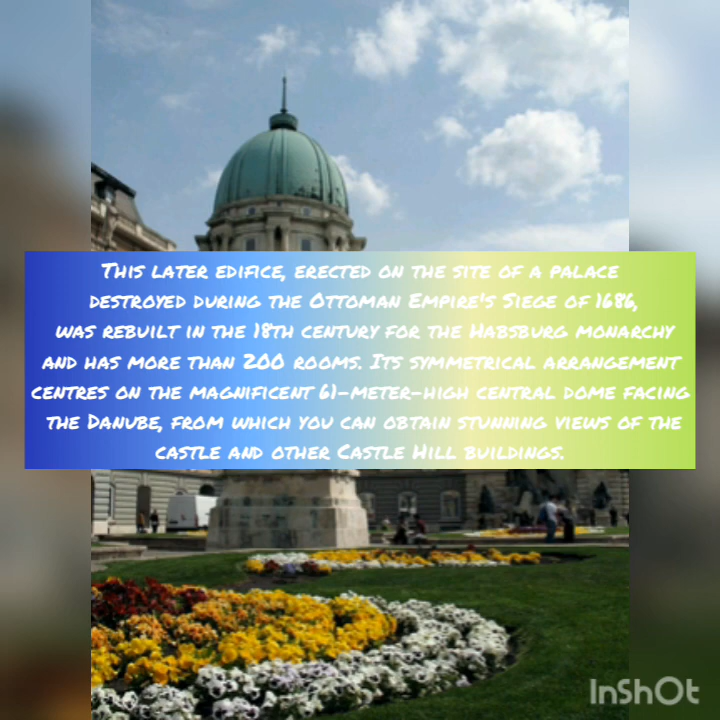 This later edifice, erected on the site of a palace
destroyed during the Ottoman Empire's Siege of 1686,
was rebuilt in the 18th century for the Habsburg monarchy
and has more than 200 rooms. Its symmetrical arrangement
centres on the magnificent 61-meter-high central dome facing
the Danube, from which you can obtain stunning views of the
castle and other Castle Hill buildings.
InShOt